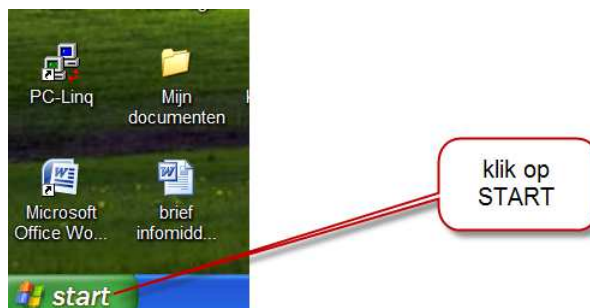 PC-Linq
Mijn
documenten
Microsoft
Office Wo...
brief
infomidd...
start
klik op
START